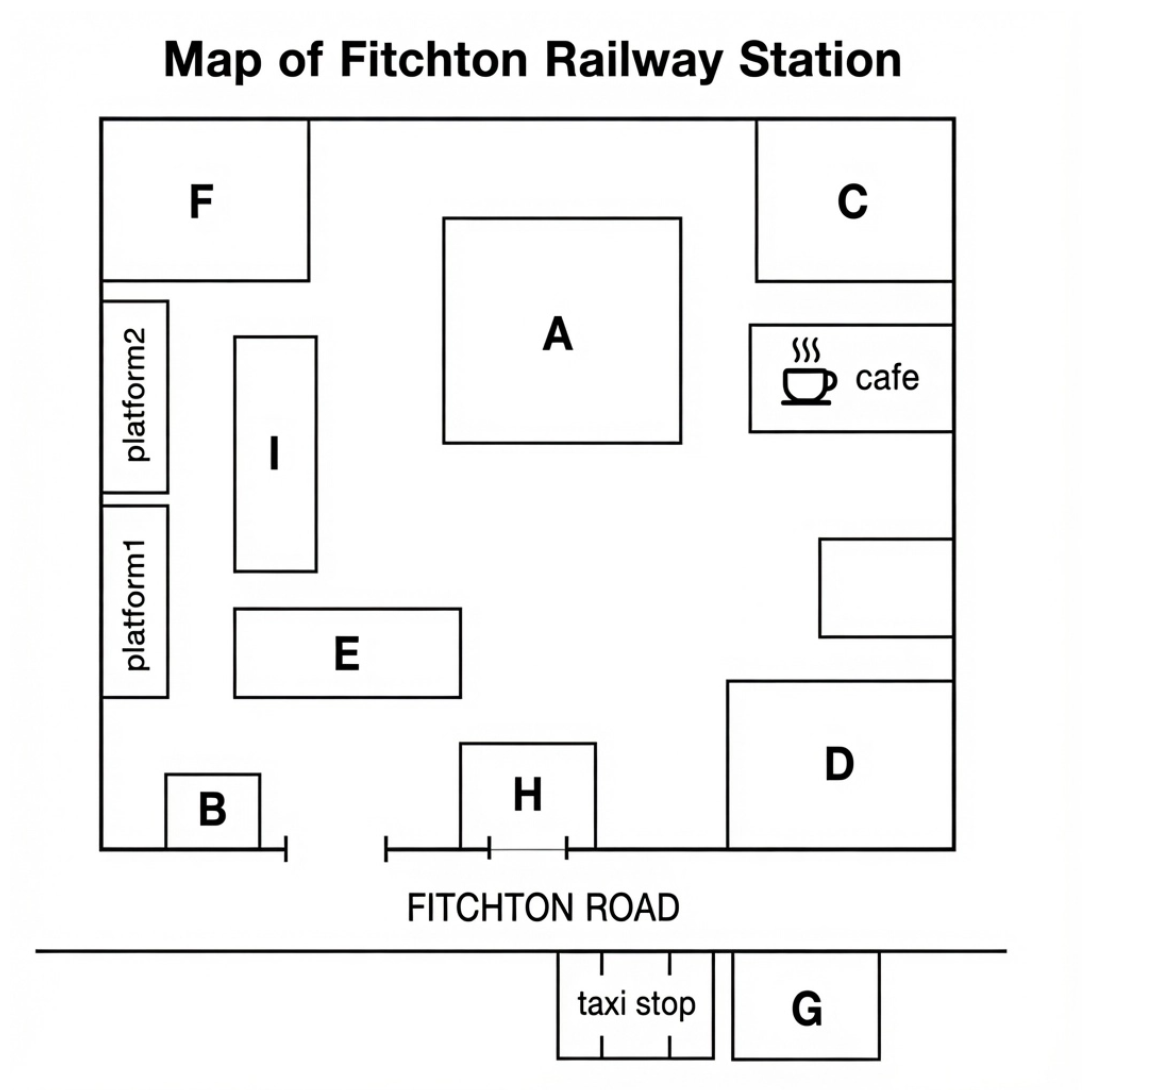 Map of Fitchton Railway Station
F
C
A
platform2
cafe
I
platform1
E
B
H
D
FITCHTON ROAD
taxi stop
G